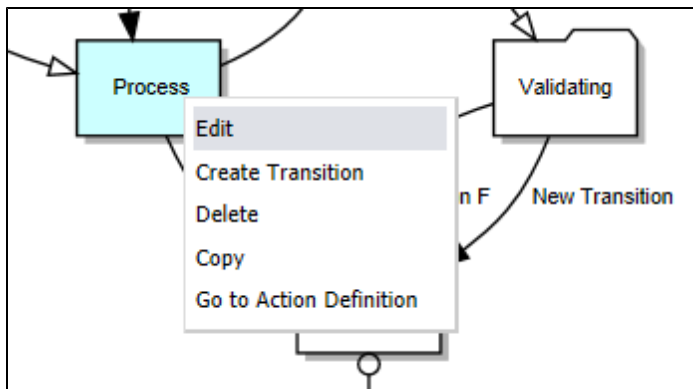 Process
Validating
Edit
Create Transition
Delete
Copy
Go to Action Definition
n F
New Transition